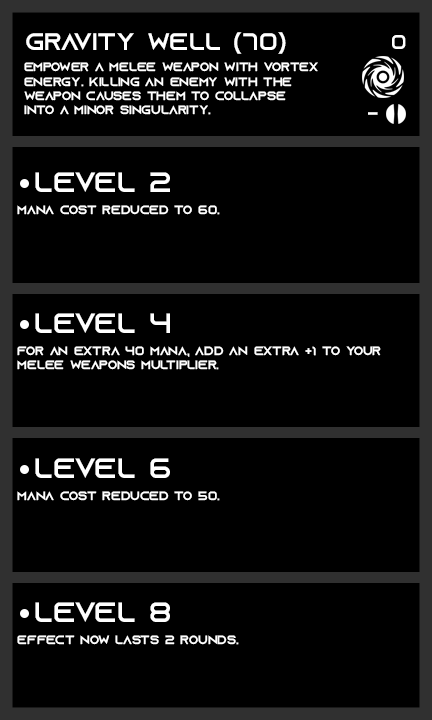 GRAVITY WELL (70)
0
EMPOWER A MELEE WEAPON WITH VORTEX
ENERGY. KILLING AN ENEMY WITH THE
WEAPON CAUSES THEM TO COLLAPSE
INTO A MINOR SINGULARITY.
-
•LEVEL 2
MANA COST REDUCED TO 60.
•LEVEL 4
FOR AN EXTRA 40 MANA, ADD AN EXTRA +1 TO YOUR
MELEE WEAPONS MULTIPLIER.
•LEVEL 6
MANA COST REDUCED TO 50.
•LEVEL 8
EFFECT NOW LASTS 2 ROUNDS.